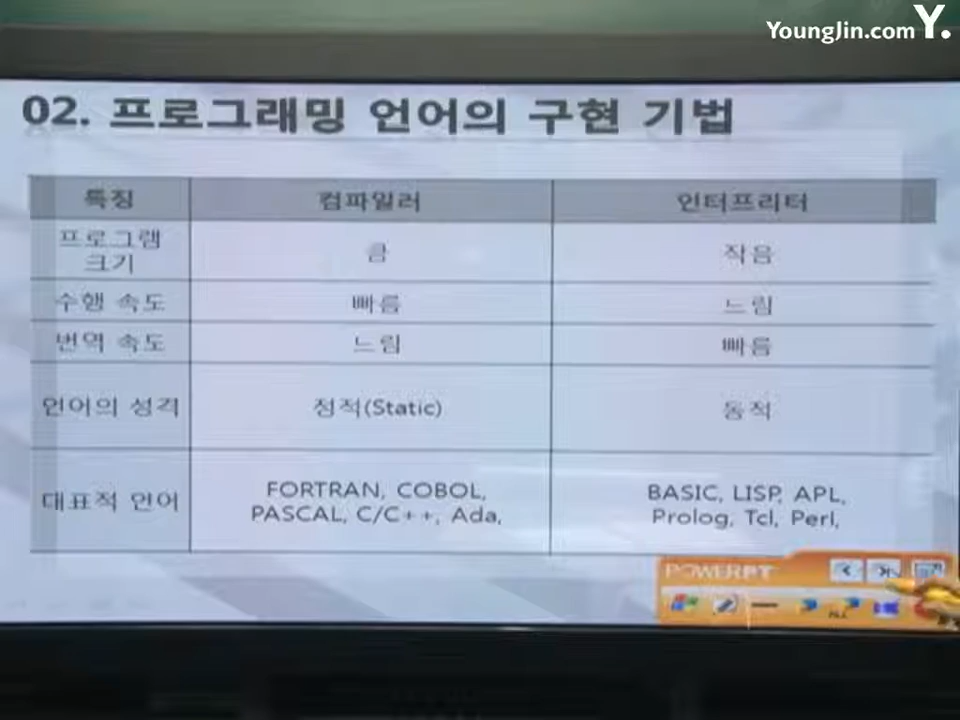 YoungJin.com Y.
02. 프로그래밍 언어의 구현 기법
특징 컴파일러 인터프리터
프로그램
크기 큼 작음
수행 속도 빠름 느림
번역 속도 느림 빠름
언어의 성격 정적(Static) 동적
대표적 언어
FORTRAN, COBOL,
PASCAL, C/C++, Ada,
BASIC, LISP, APL,
Prolog, Tcl, Perl,
POWERPT
ALL